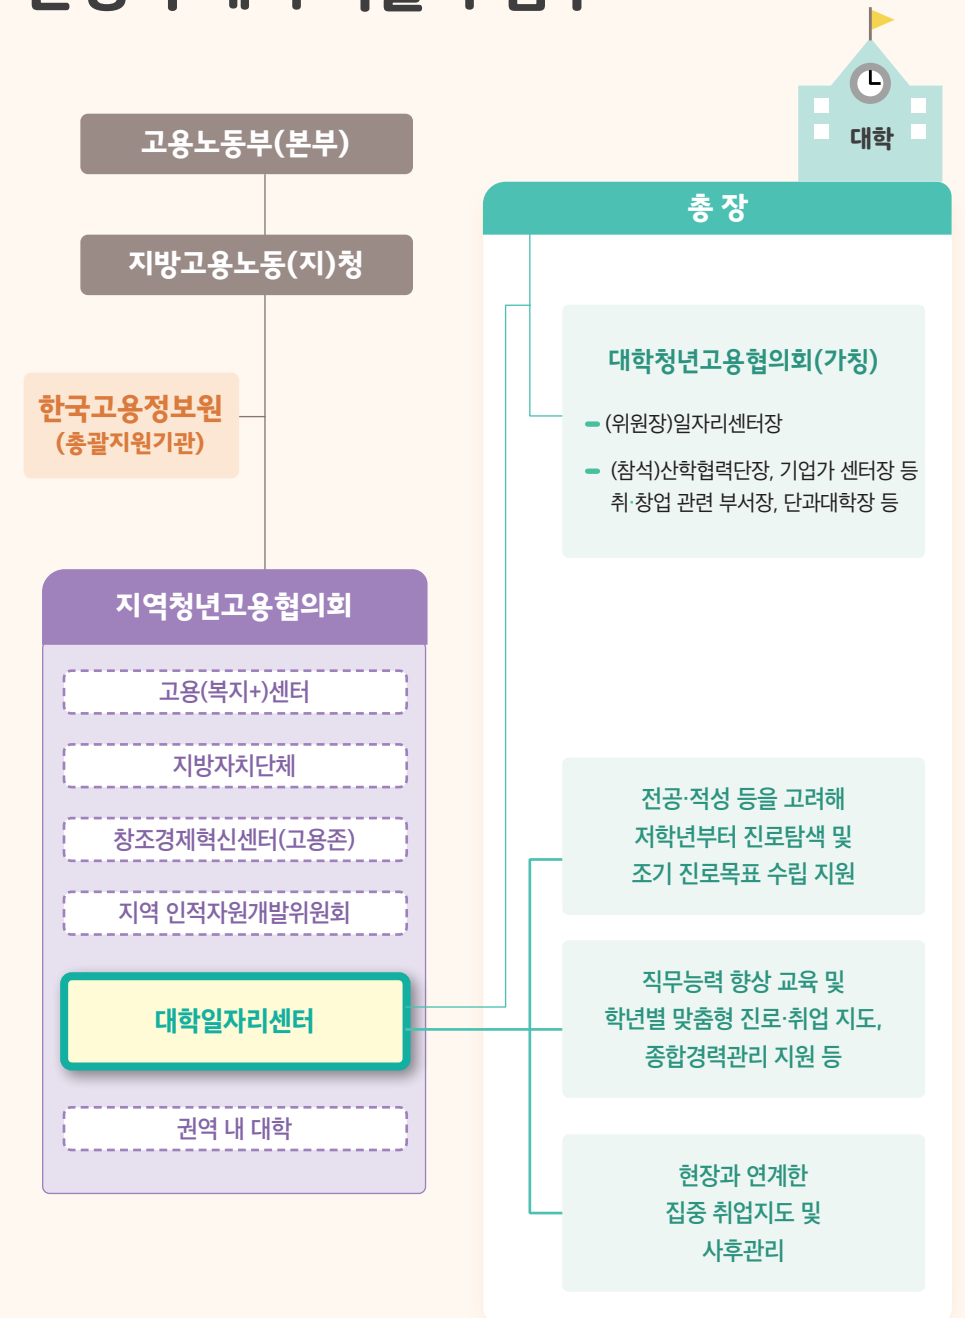 대학
고용노동부(본부)
지방고용노동(지)청
한국고용정보원
(총괄지원기관)
지역청년고용협의회
고용(복지+)센터
지방자치단체
창조경제혁신센터(고용존)
지역 인적자원개발위원회
대학일자리센터
권역 내 대학
총 장
대학청년고용협의회(가칭)
(위원장)일자리센터장
(참석)산학협력단장, 기업가 센터장 등
취·창업 관련 부서장, 단과대학장 등
전공·적성 등을 고려해
저학년부터 진로탐색 및
조기 진로목표 수립 지원
직무능력 향상 교육 및
학년별 맞춤형 진로·취업 지도,
종합경력관리 지원 등
현장과 연계한
집중 취업지도 및
사후관리